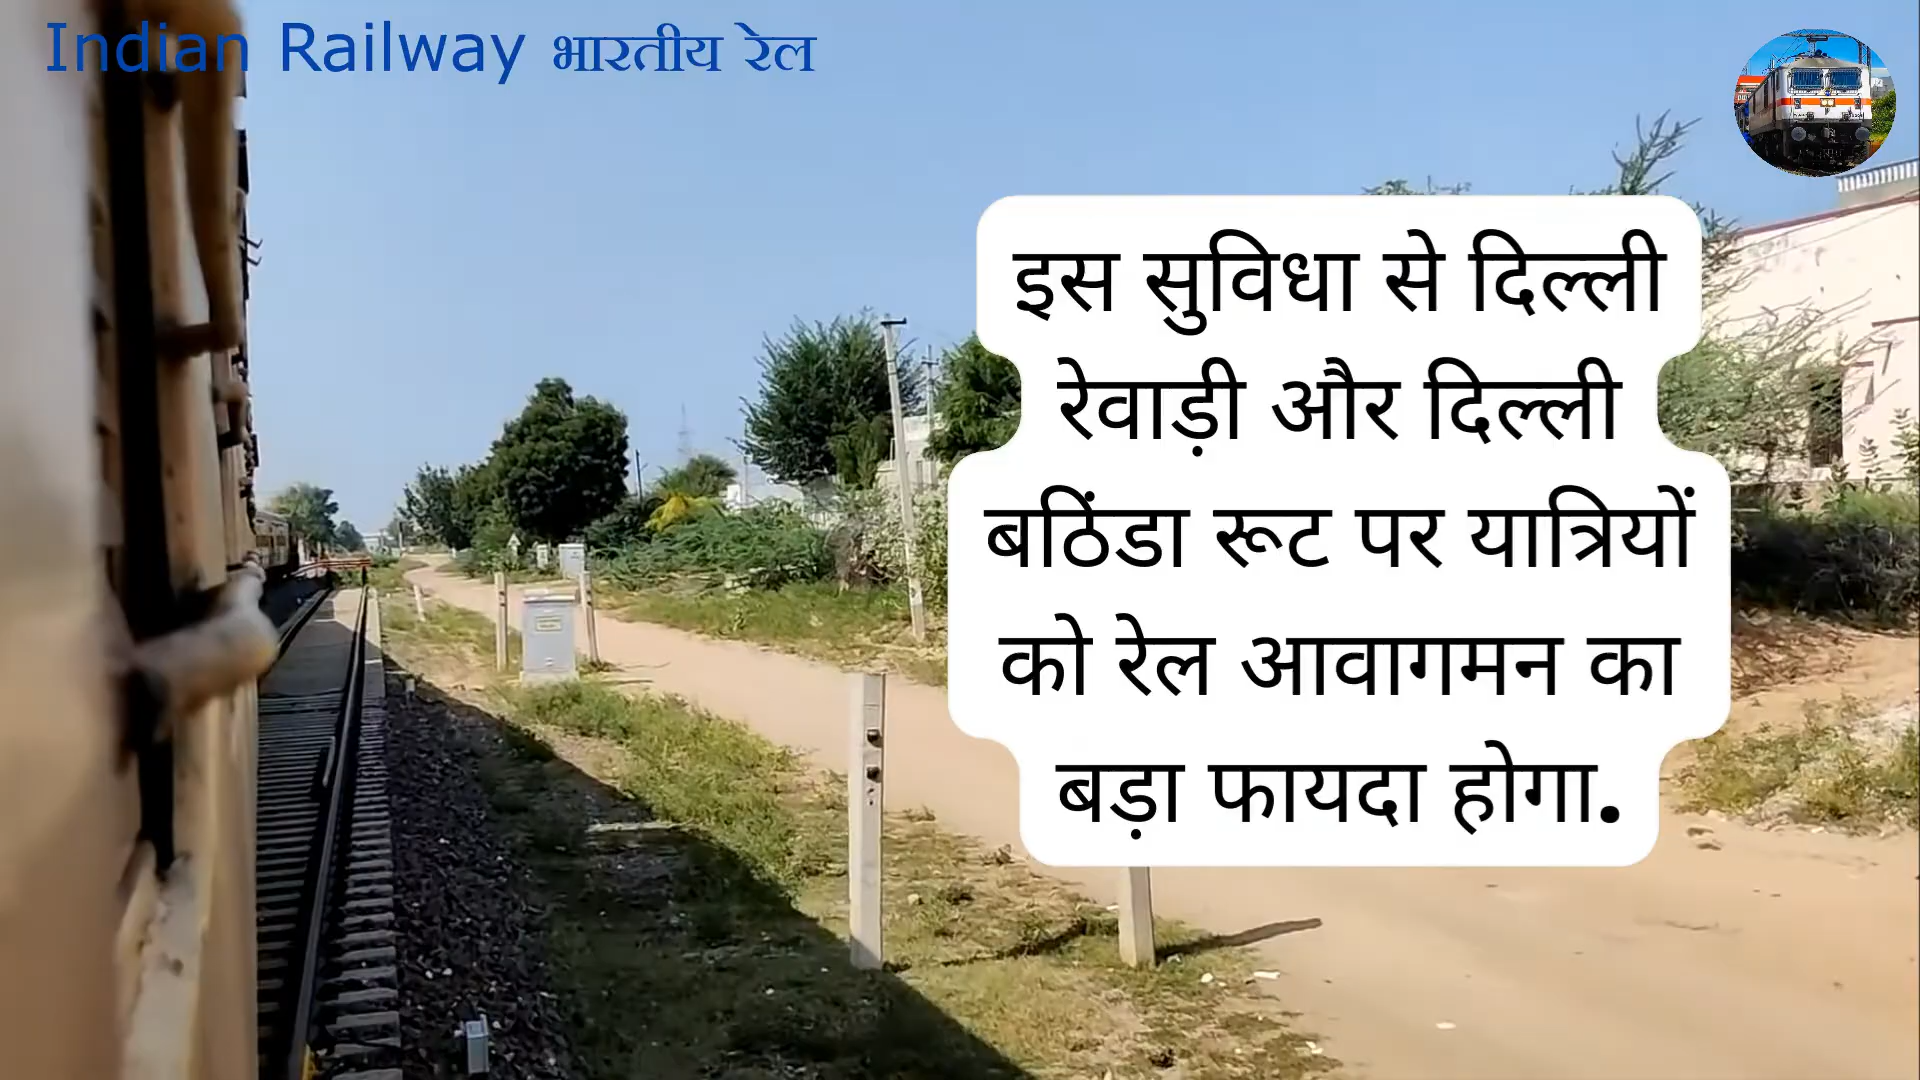 Indian Railway भारतीय रेल
इस सुविधा से दिल्ली
रेवाड़ी और दिल्ली
बठिंडा रूट पर यात्रियों
को रेल आवागमन का
बड़ा फायदा होगा.